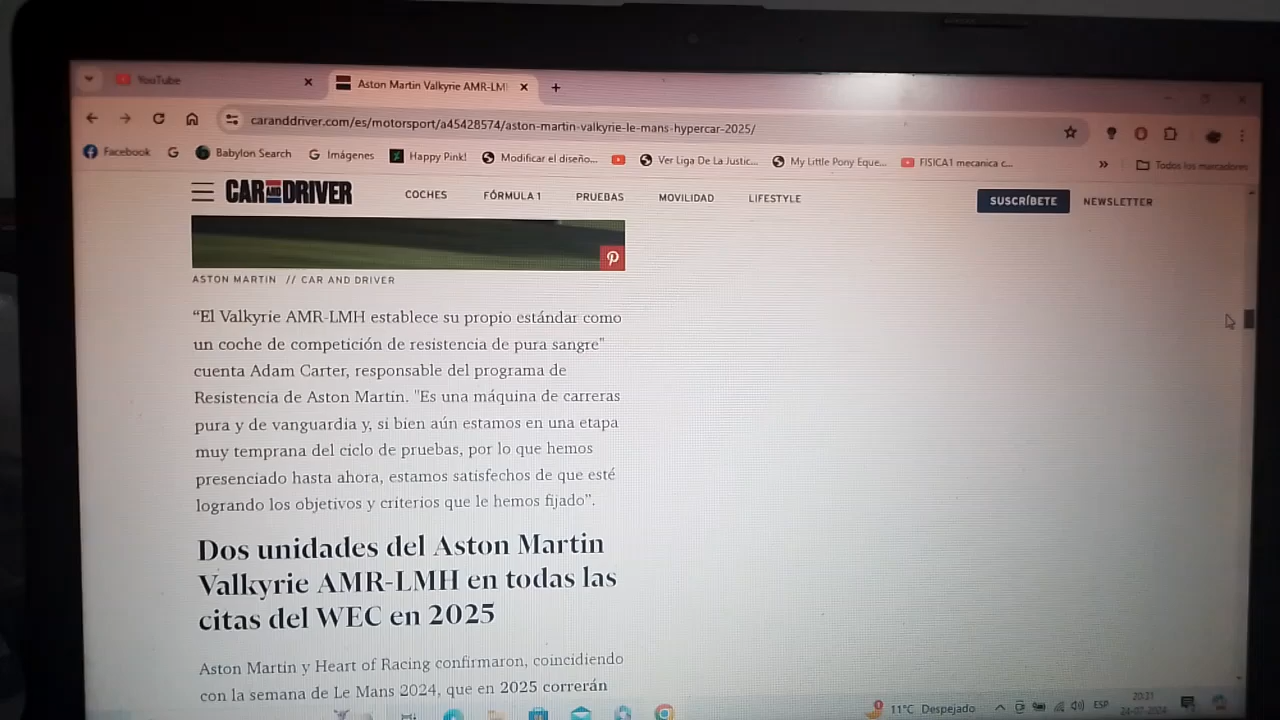 YouTube
Aston Martin Valkyrie AMR-LM
caranddriver.com/es/motorsport/a45428574/aston-martin-valkyrie-le-mans-hypercar-2025/
Facebook
Babylon Search
Imágenes
Happy Pink!
Modificar el diseño...
Ver Liga De La Justic...
My Little Pony Eque...
FISICA1 mecanica c...
Todos los marcadores
CAR AND DRIVER
COCHES
FÓRMULA 1
PRUEBAS
MOVILIDAD
LIFESTYLE
SUSCRÍBETE
NEWSLETTER
ASTON MARTIN // CAR AND DRIVER
“El Valkyrie AMR-LMH establece su propio estándar como
un coche de competición de resistencia de pura sangre"
cuenta Adam Carter, responsable del programa de
Resistencia de Aston Martin. "Es una máquina de carreras
pura y de vanguardia y, si bien aún estamos en una etapa
muy temprana del ciclo de pruebas, por lo que hemos
presenciado hasta ahora, estamos satisfechos de que esté
logrando los objetivos y criterios que le hemos fijado”.
Dos unidades del Aston Martin
Valkyrie AMR-LMH en todas las
citas del WEC en 2025
Aston Martin y Heart of Racing confirmaron, coincidiendo
con la semana de Le Mans 2024, que en 2025 correrán
11°C Despejado
ESP
20:31
24-07-2024